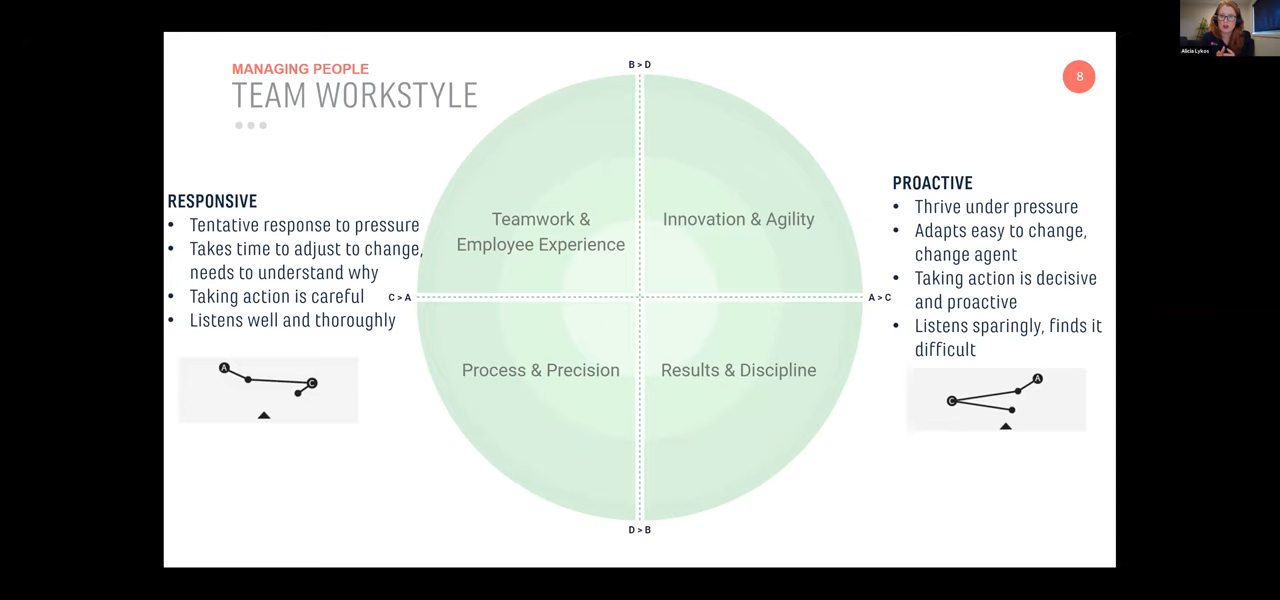 MANAGING PEOPLE
TEAM WORKSTYLE
8
Alicia Lykos
B > D
RESPONSIVE
• Tentative response to pressure
• Takes time to adjust to change,
needs to understand why
• Taking action is careful
• Listens well and thoroughly
A
C
C > A
Teamwork &
Employee Experience
Innovation & Agility
Process & Precision
Results & Discipline
A > C
D > B
PROACTIVE
• Thrive under pressure
• Adapts easy to change,
change agent
• Taking action is decisive
and proactive
• Listens sparingly, finds it
difficult
C
A